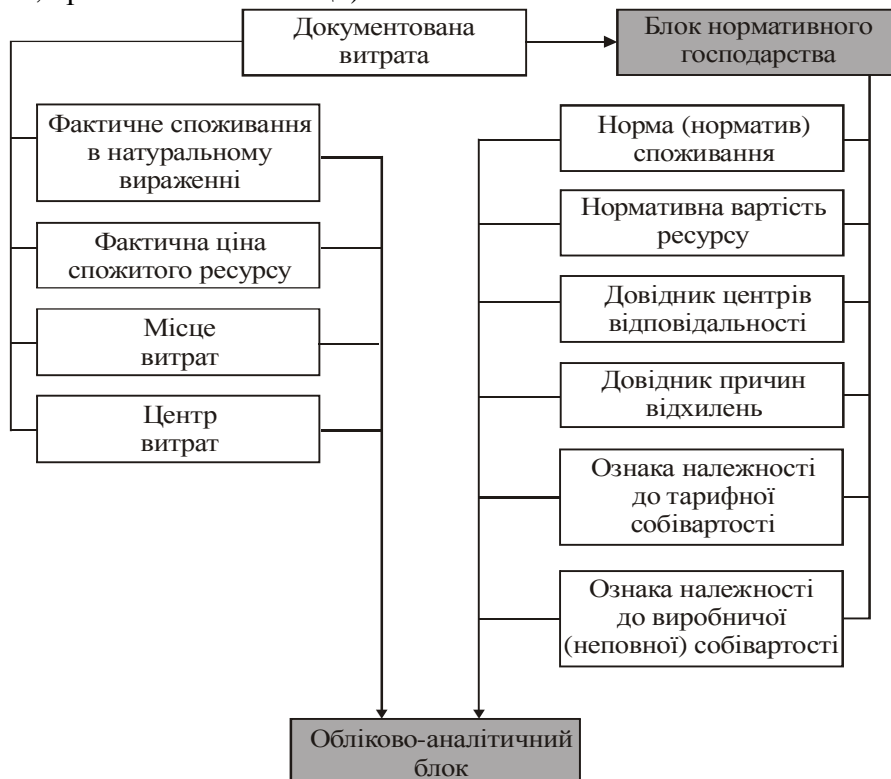 Документована
витрата
Блок нормативного
господарства
Фактичне споживання
в натуральному
вираженні
Фактична ціна
спожитого ресурсу
Місце
витрат
Центр
витрат
Норма (норматив)
споживання
Нормативна вартість
ресурсу
Довідник центрів
відповідальності
Довідник причин
відхилень
Ознака належності
до тарифної
собівартості
Ознака належності
до виробничої
(неповної) собівартості
Обліково-аналітичний
блок